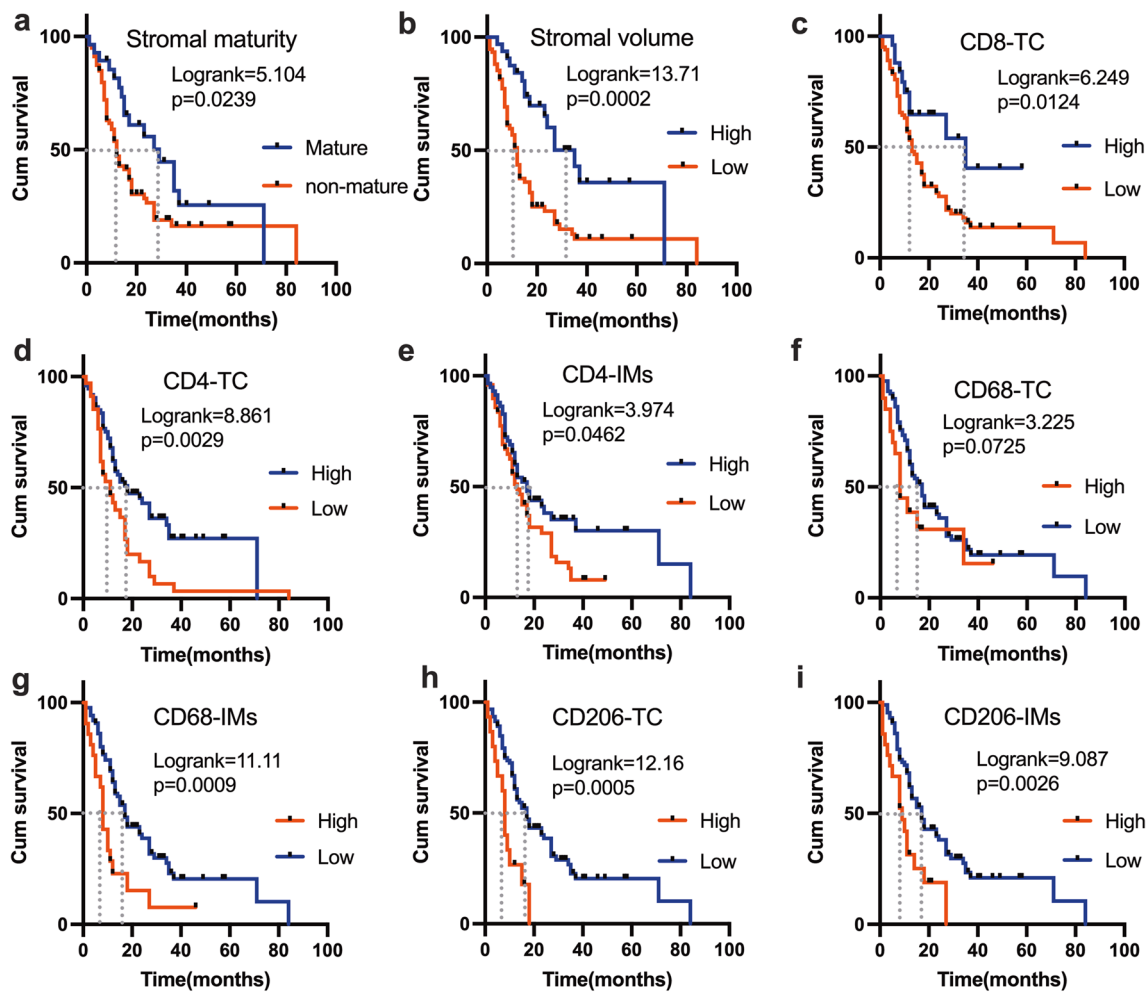 a
Stromal maturity
Logrank=5.104
p=0.0239
Mature
non-mature
Cum survival
100
50
0
0 20 40 60 80 100
Time(months)
b
Stromal volume
Logrank=13.71
p=0.0002
High
Low
Cum survival
100
50
0
0 20 40 60 80 100
Time(months)
c
CD8-TC
Logrank=6.249
p=0.0124
High
Low
Cum survival
100
50
0
0 20 40 60 80 100
Time(months)
d
CD4-TC
Logrank=8.861
p=0.0029
High
Low
Cum survival
100
50
0
0 20 40 60 80 100
Time(months)
e
CD4-IMs
Logrank=3.974
p=0.0462
High
Low
Cum survival
100
50
0
0 20 40 60 80 100
Time(months)
f
CD68-TC
Logrank=3.225
p=0.0725
High
Low
Cum survival
100
50
0
0 20 40 60 80 100
Time(months)
g
CD68-IMs
Logrank=11.11
p=0.0009
High
Low
Cum survival
100
50
0
0 20 40 60 80 100
Time(months)
h
CD206-TC
Logrank=12.16
p=0.0005
High
Low
Cum survival
100
50
0
0 20 40 60 80 100
Time(months)
i
CD206-IMs
Logrank=9.087
p=0.0026
High
Low
Cum survival
100
50
0
0 20 40 60 80 100
Time(months)